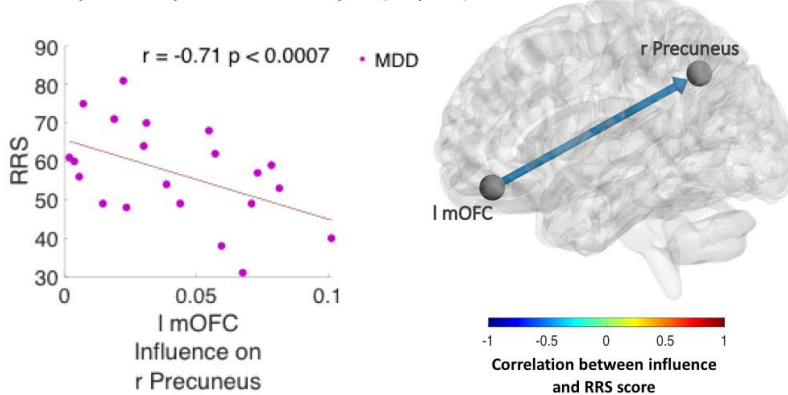 90
80
70
60
50
40
30
RRS
r = -0.71 p < 0.0007
MDD
0
0.05
0.1
l mOFC
Influence on
r Precuneus
r Precuneus
l mOFC
-1
-0.5
0
0.5
1
Correlation between influence
and RRS score